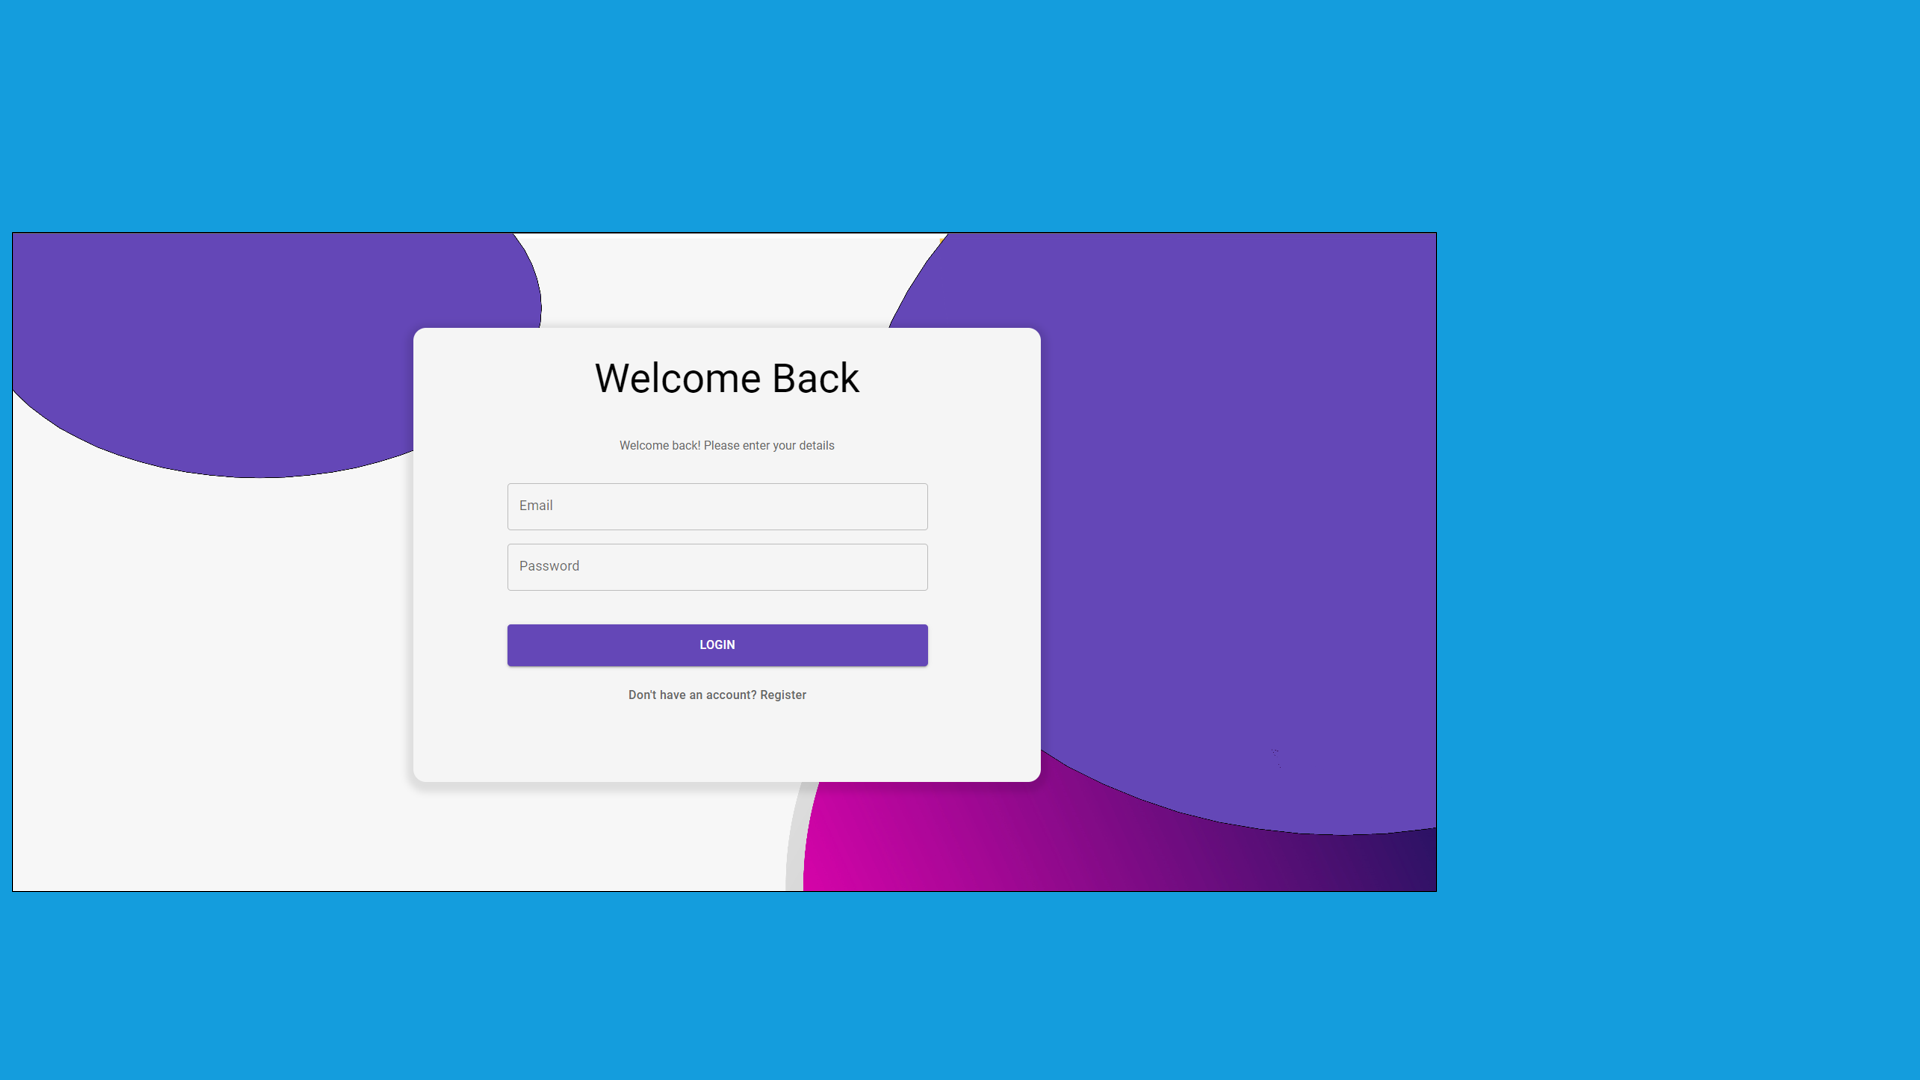 Welcome Back
Welcome back! Please enter your details
Email
Password
LOGIN
Don't have an account? Register